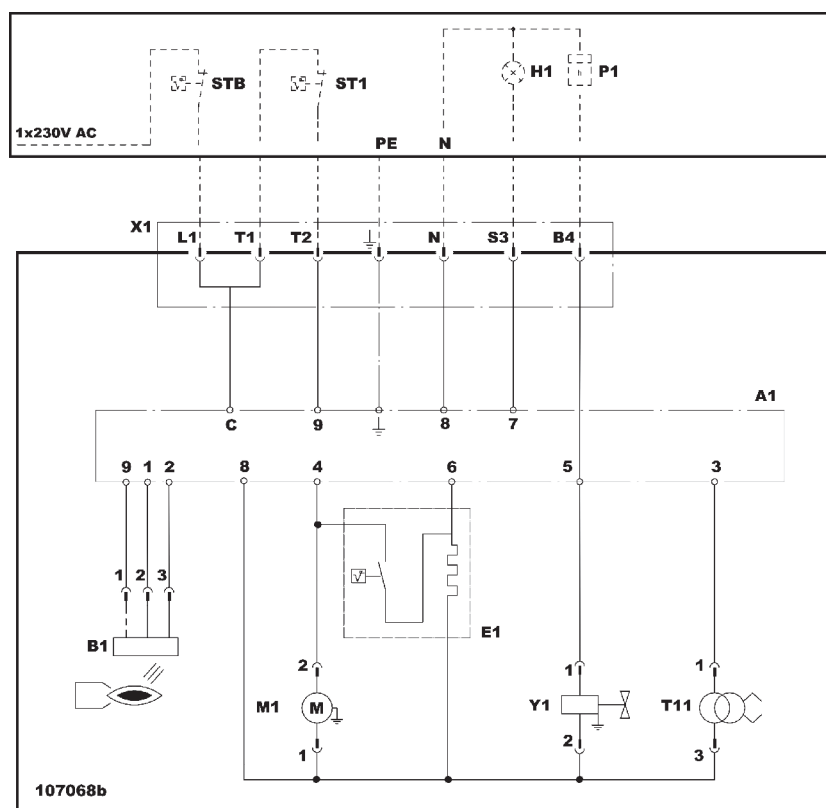 STB ST1 H1 P1
1x230V AC
PE N
X1
L1 T1 T2 N S3 B4
A1
C 9 8 7
9 1 2 8 4 6 5 3
1 2 3
E1
B1
2 1 1
M1 M Y1 T11
1 2 3
107068b